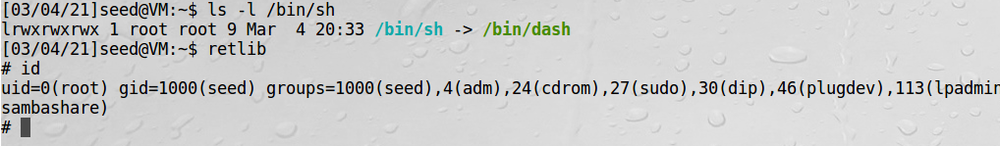 [03/04/21]seed@VM:~$ ls -l /bin/sh
lrwxrwxrwx 1 root root 9 Mar  4 20:33 /bin/sh -> /bin/dash
[03/04/21]seed@VM:~$ retlib
# id
uid=0(root) gid=1000(seed) groups=1000(seed),4(adm),24(cdrom),27(sudo),30(dip),46(plugdev),113(lpadmin
sambashare)
#